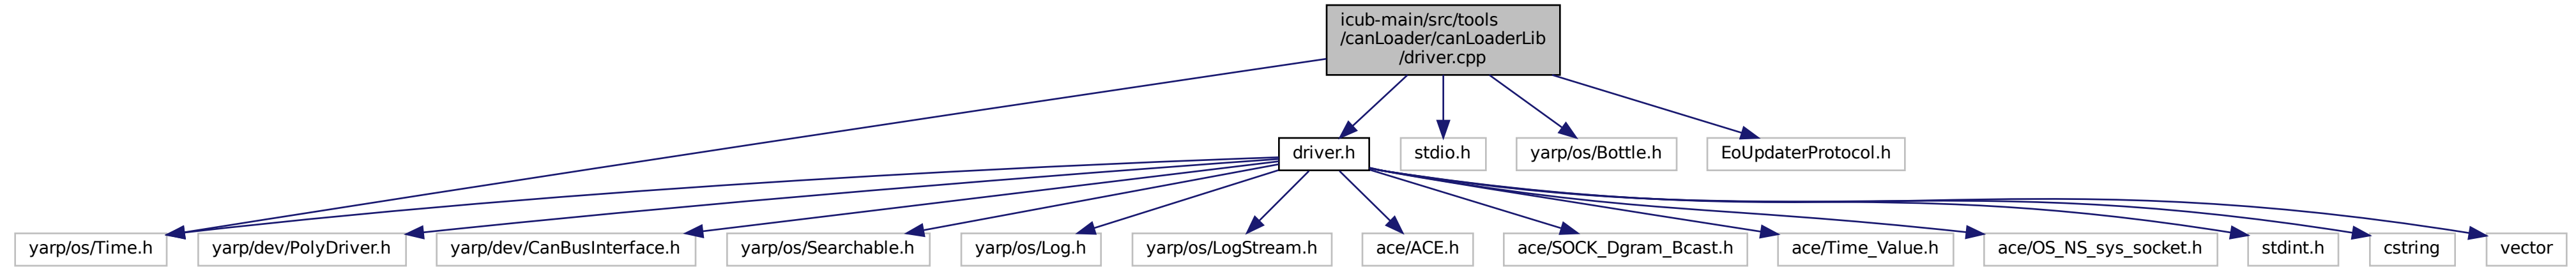 icub-main/src/tools
/canLoader/canLoaderLib
/driver.cpp
driver.h
stdio.h
yarp/os/Bottle.h
EoUpdaterProtocol.h
yarp/os/Time.h
yarp/dev/PolyDriver.h
yarp/dev/CanBusInterface.h
yarp/os/Searchable.h
yarp/os/Log.h
yarp/os/LogStream.h
ace/ACE.h
ace/SOCK_Dgram_Bcast.h
ace/Time_Value.h
ace/OS_NS_sys_socket.h
stdint.h
cstring
vector